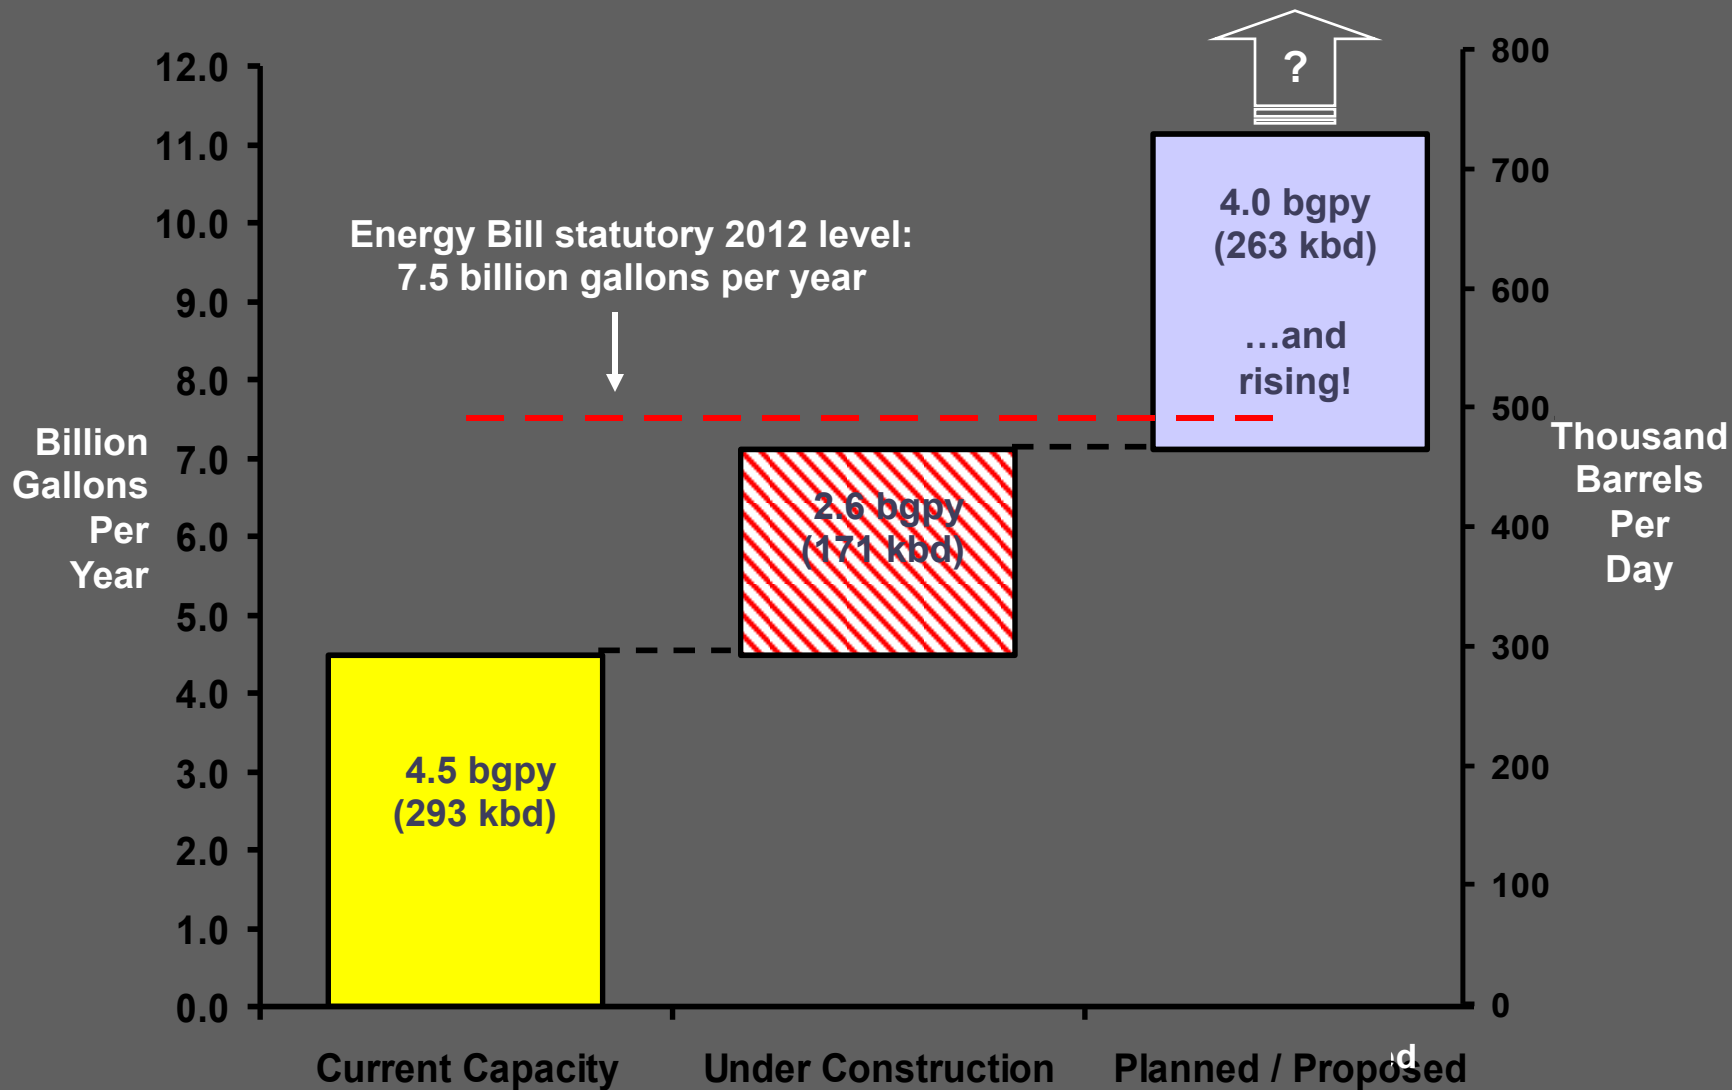 ?
12.0
11.0
10.0
9.0
8.0
7.0
6.0
5.0
4.0
3.0
2.0
1.0
0.0
Billion
Gallons
Per
Year
Energy Bill statutory 2012 level:
7.5 billion gallons per year
4.5 bgpy
(293 kbd)
2.6 bgpy
(171 kbd)
4.0 bgpy
(263 kbd)
…and
rising!
800
700
600
500
400
300
200
100
0
Thousand
Barrels
Per
Day
Current Capacity
Under Construction
Planned / Proposed